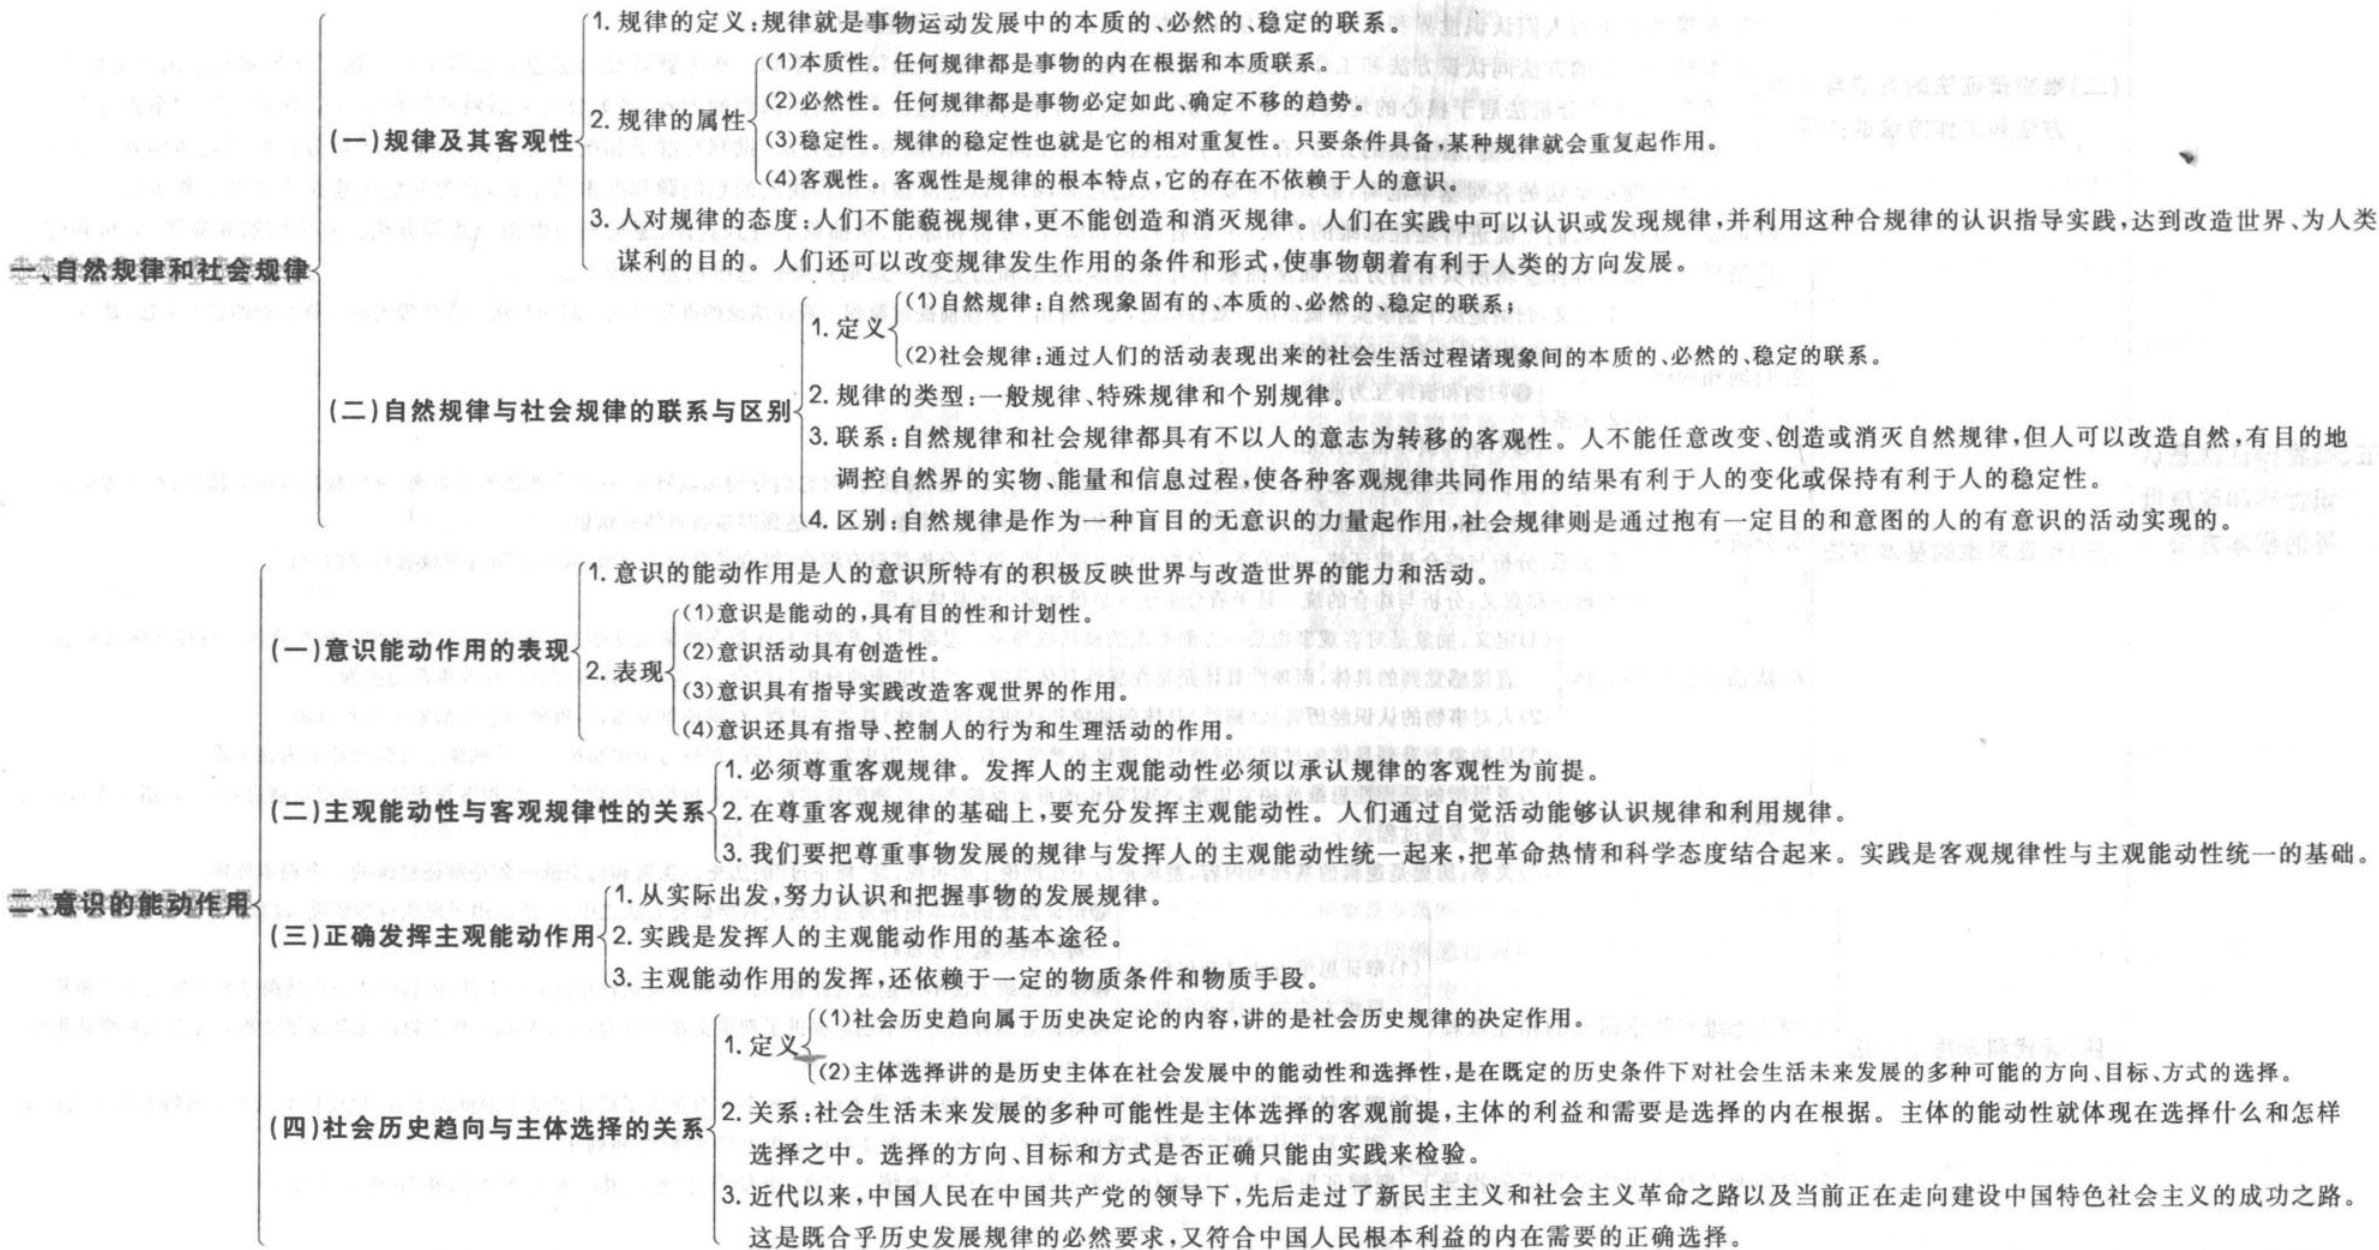 1. 规律的定义:规律就是事物运动发展中的本质的、必然的、稳定的联系。
(1)本质性。任何规律都是事物的内在根据和本质联系。
(2)必然性。任何规律都是事物必定如此,确定不移的趋势。
(一)规律及其客观性
2. 规律的属性
(3)稳定性。规律的稳定性也就是它的相对重复性。只要条件具备,某种规律就会重复起作用。
(4)客观性。客观性是规律的根本特点,它的存在不依赖于人的意识。
3. 人对规律的态度:人们不能藐视规律,更不能创造和消灭规律。人们在实践中可以认识或发现规律,并利用这种合规律的认识指导实践,达到改造世界、为人类
谋利的目的。人们还可以改变规律发生作用的条件和形式,使事物朝着有利于人类的方向发展。
一、自然规律和社会规律
(1)自然规律:自然现象固有的、本质的、必然的、稳定的联系;
1. 定义
(2)社会规律:通过人们的活动表现出来的社会生活过程诸现象间的本质的、必然的、稳定的联系。
2. 规律的类型:一般规律、特殊规律和个别规律。
(二)自然规律与社会规律的联系与区别
3. 联系:自然规律和社会规律都具有不以人的意志为转移的客观性。人不能任意改变、创造或消灭自然规律,但人可以改造自然,有目的地
调控自然界的实物、能量和信息过程,使各种客观规律共同作用的结果有利于人的变化或保持有利于人的稳定性。
4. 区别:自然规律是作为一种盲目的无意识的力量起作用,社会规律则是通过抱有一定目的和意图的人的有意识的活动实现的。
1. 意识的能动作用是人的意识所特有的积极反映世界与改造世界的能力和活动。
(1)意识是能动的,具有目的性和计划性。
(一)意识能动作用的表现
(2)意识活动具有创造性。
2. 表现
(3)意识具有指导实践改造客观世界的作用。
(4)意识还具有指导、控制人的行为和生理活动的作用。
1. 必须尊重客观规律。发挥人的主观能动性必须以承认规律的客观性为前提。
(二)主观能动性与客观规律性的关系
2. 在尊重客观规律的基础上,要充分发挥主观能动性。人们通过自觉活动能够认识规律和利用规律。
3. 我们要把尊重事物发展的规律与发挥人的主观能动性统一起来,把革命热情和科学态度结合起来。实践是客观规律性与主观能动性统一的基础。
二、意识的能动作用
1. 从实际出发,努力认识和把握事物的发展规律。
(三)正确发挥主观能动作用
2. 实践是发挥人的主观能动作用的基本途径。
3. 主观能动作用的发挥,还依赖于一定的物质条件和物质手段。
(1)社会历史趋向属于历史决定论的内容,讲的是社会历史规律的决定作用。
1. 定义
(2)主体选择讲的是历史主体在社会发展中的能动性和选择性,是在既定的历史条件下对社会生活未来发展的多种可能的方向、目标、方式的选择。
(四)社会历史趋向与主体选择的关系
2. 关系:社会生活未来发展的多种可能性是主体选择的客观前提,主体的利益和需要是选择的内在根据。主体的能动性就体现在选择什么和怎样
选择之中。选择的方向、目标和方式是否正确只能由实践来检验。
3. 近代以来,中国人民在中国共产党的领导下,先后走过了新民主主义和社会主义革命之路以及当前正在走向建设中国特色社会主义的成功之路。
这是既合乎历史发展规律的必然要求,又符合中国人民根本利益的内在需要的正确选择。